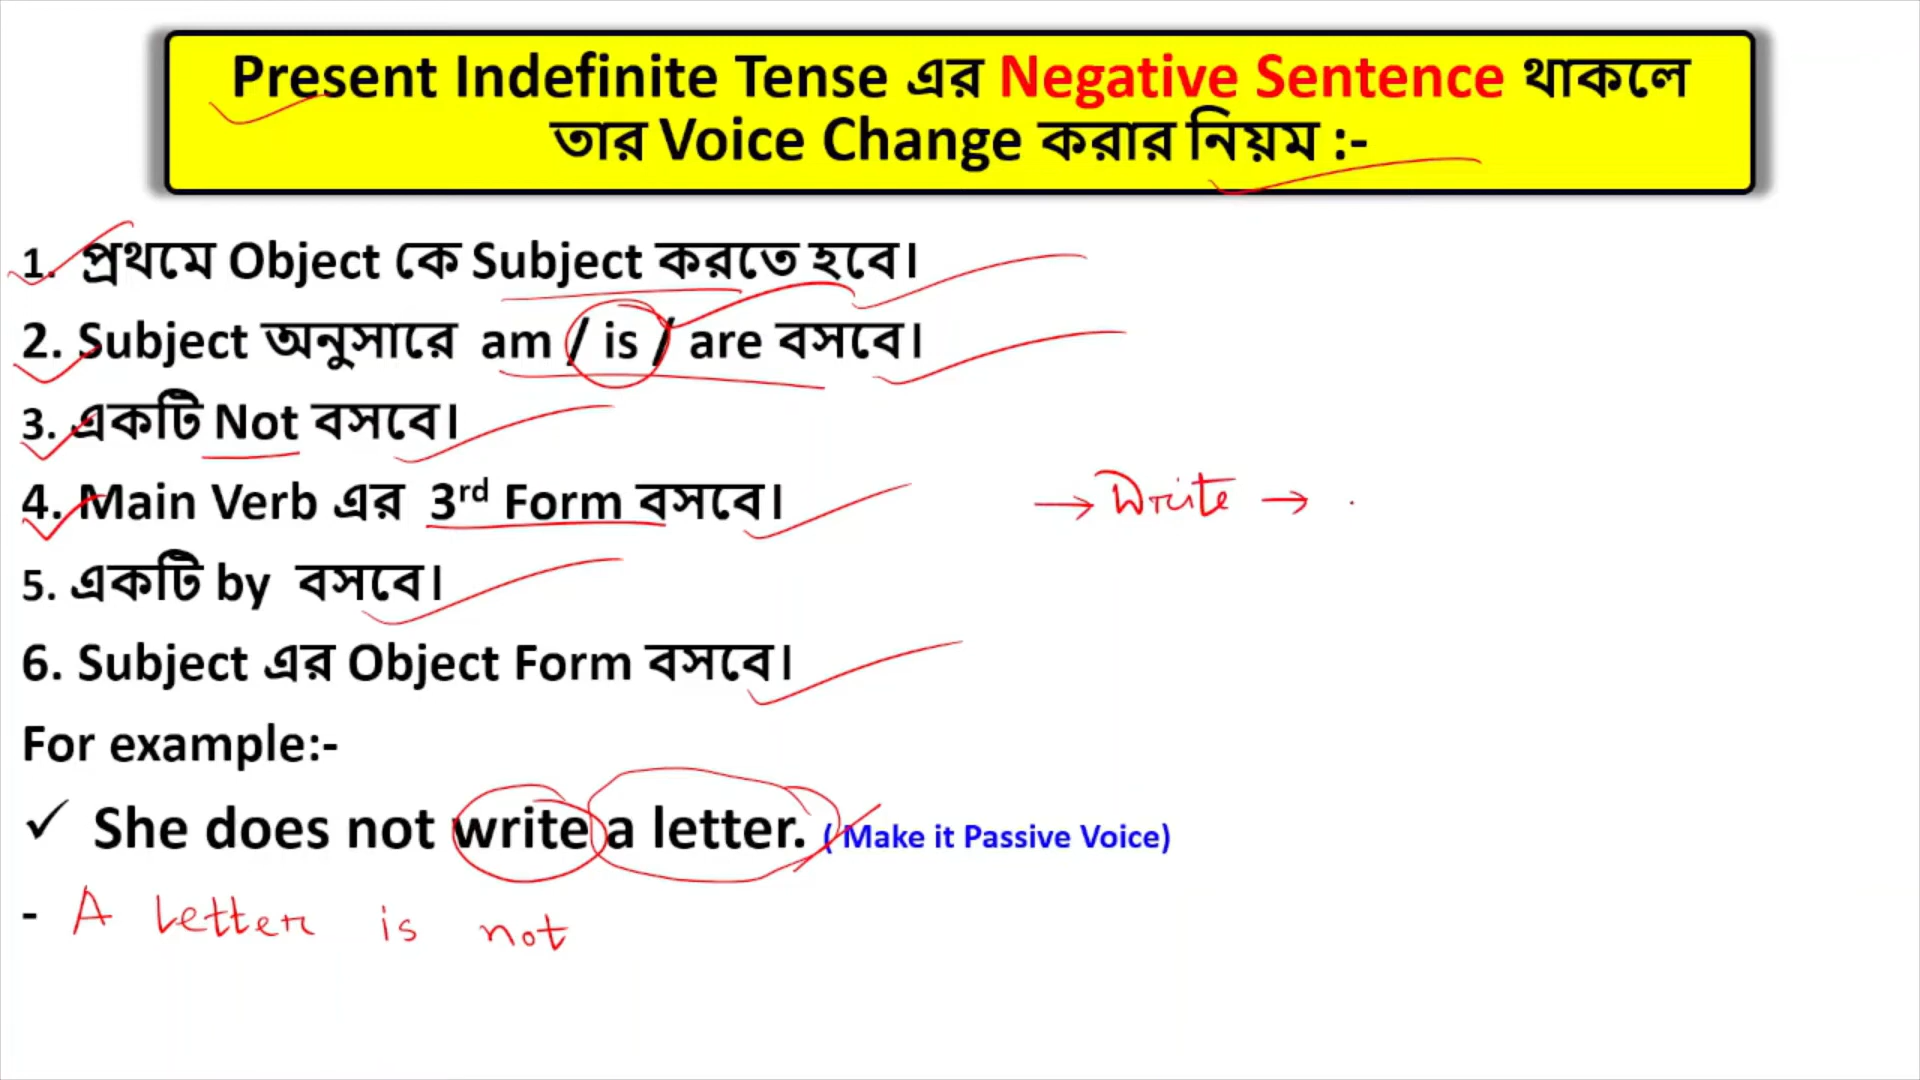 Present Indefinite Tense এর Negative Sentence থাকলে
তার Voice Change করার নিয়ম :-
1. প্রথমে Object কে Subject করতে হবে।
2. Subject অনুসারে am / is / are বসবে।
3. একটি Not বসবে।
4. Main Verb এর 3rd Form বসবে।
→ Write →
5. একটি by বসবে।
6. Subject এর Object Form বসবে।
For example:-
✓ She does not write a letter. ( Make it Passive Voice)
- A letter is not